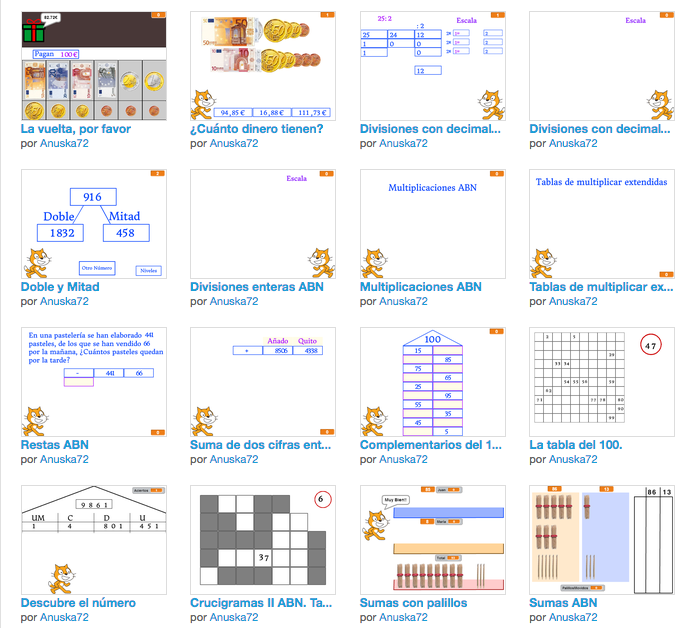 83.73€
Pagan 100 €
La vuelta, por favor
por Anuska72
94,85 € 16,88 € 111,73 €
¿Cuánto dinero tienen?
por Anuska72
25: 2
: 2
Escala
25 24 12
1 0 0
1 0
12
Divisiones con decimal...
por Anuska72
Escala
Divisiones con decimal...
por Anuska72
916
Doble Mitad
1832 458
Otro Número
Niveles
Doble y Mitad
por Anuska72
Escala
Divisiones enteras ABN
por Anuska72
Multiplicaciones ABN
Multiplicaciones ABN
por Anuska72
Tablas de multiplicar extendidas
Tablas de multiplicar ex...
por Anuska72
En una pastelería se han elaborado 441
pasteles, de los que se han vendido 66
por la mañana, ¿Cuántos pasteles quedan
por la tarde?
- 441 66
Restas ABN
por Anuska72
Añado Quito
+ 8506 4338
Suma de dos cifras ent...
por Anuska72
100
15
85
75
65
25
95
55
35
45
5
Complementarios del 1...
por Anuska72
47
La tabla del 100.
por Anuska72
9861
UM C D U
1 4 801 451
Descubre el número
por Anuska72
6
37
Crucigramas II ABN. Ta...
por Anuska72
Muy Bien!!
Sumas con palillos
por Anuska72
86 13
86 13
Sumas ABN
por Anuska72